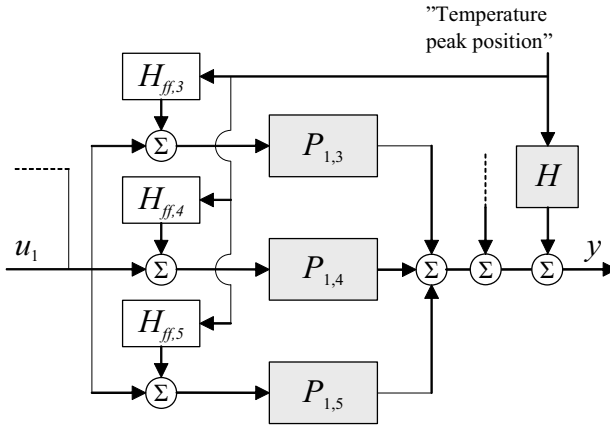 ”Temperature
peak position”
H_{ff,3}
Σ
P_{1,3}
H
H_{ff,4}
u_1
Σ
P_{1,4}
Σ
Σ
Σ
y
H_{ff,5}
Σ
P_{1,5}